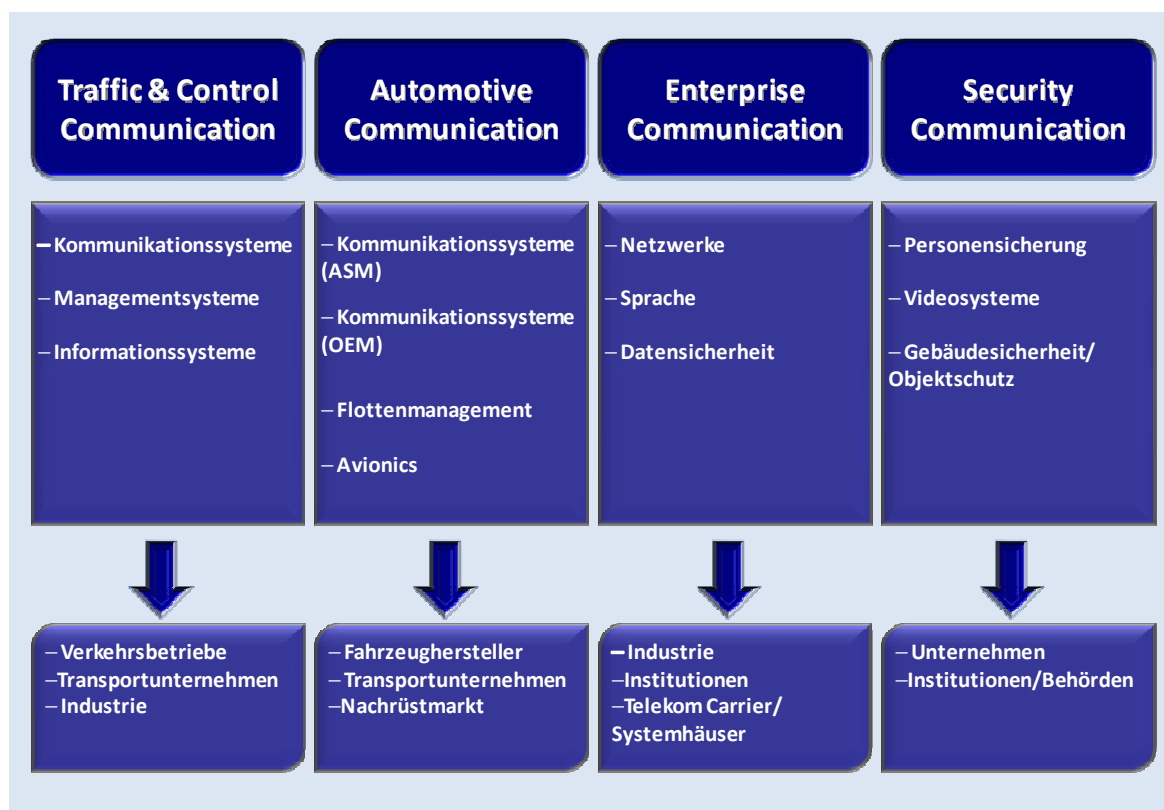 Traffic & Control
Communication
Automotive
Communication
Enterprise
Communication
Security
Communication
–Kommunikationssysteme
–Managementsysteme
–Informationssysteme
–Kommunikationssysteme
(ASM)
–Kommunikationssysteme
(OEM)
–Flottenmanagement
–Avionics
–Netzwerke
–Sprache
–Datensicherheit
–Personensicherung
–Videosysteme
–Gebäudesicherheit/
Objektschutz
–Verkehrsbetriebe
–Transportunternehmen
–Industrie
–Fahrzeughersteller
–Transportunternehmen
–Nachrüstmarkt
–Industrie
–Institutionen
–Telekom Carrier/
Systemhäuser
–Unternehmen
–Institutionen/Behörden